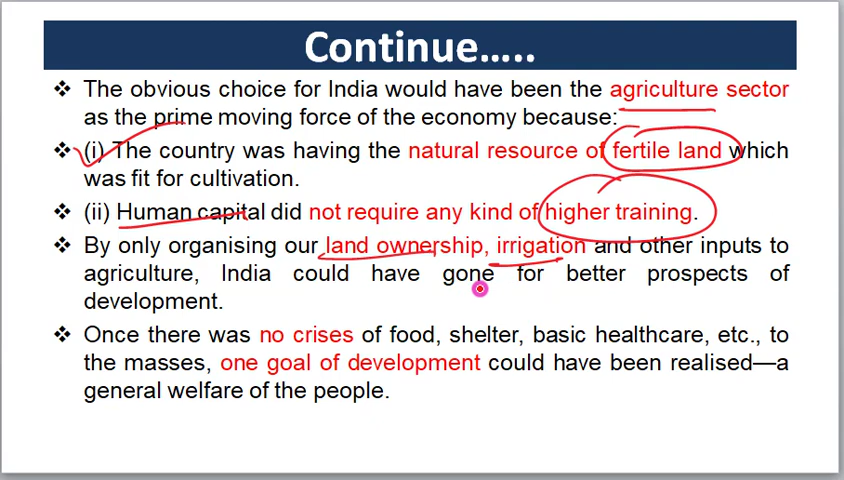 Continue.....
❖ The obvious choice for India would have been the agriculture sector
as the prime moving force of the economy because:
❖ (i) The country was having the natural resource of fertile land which
was fit for cultivation.
❖ (ii) Human capital did not require any kind of higher training.
❖ By only organising our land ownership, irrigation and other inputs to
agriculture, India could have gone for better prospects of
development.
❖ Once there was no crises of food, shelter, basic healthcare, etc., to
the masses, one goal of development could have been realised—a
general welfare of the people.